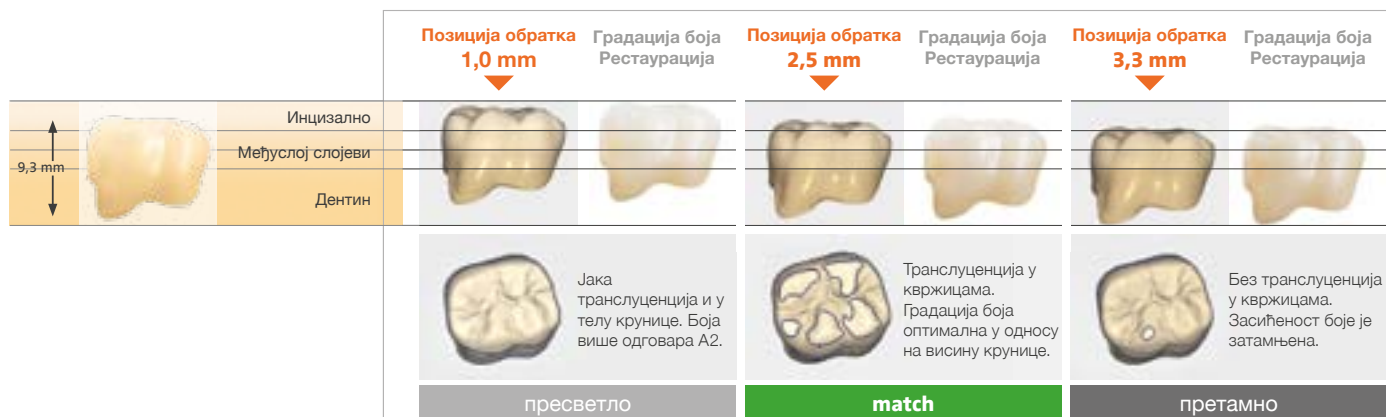 Позиција обратка
1,0 mm
Градација боја
Рестаурација
Позиција обратка
2,5 mm
Градација боја
Рестаурација
Позиција обратка
3,3 mm
Градација боја
Рестаурација
9,3 mm
Инцизално
Међуслој слојеви
Дентин
Јака
транслуценција и у
телу крунице. Боја
више одговара А2.
Транслуценција у
квржицама.
Градација боја
оптимална у односу
на висину крунице.
Без транслуценција
у квржицама.
Засићеност боје је
затамњена.
пресветло
match
претамно